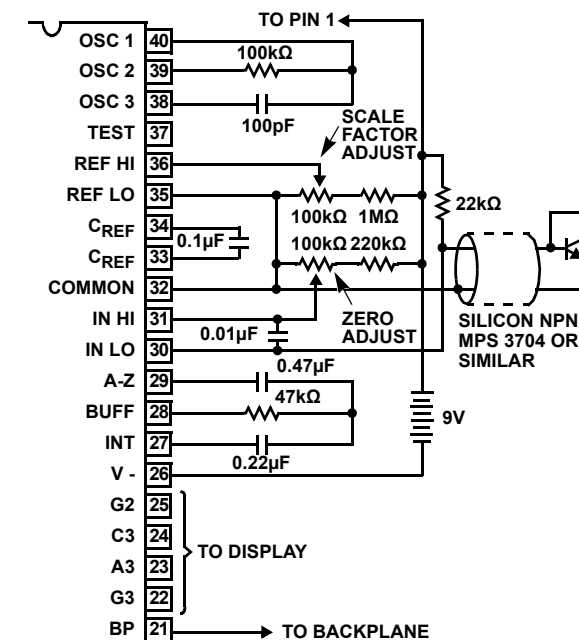 TO PIN 1
OSC 1 40
100kΩ
OSC 2 39
OSC 3 38
100pF
SCALE
FACTOR
ADJUST
TEST 37
REF HI 36
REF LO 35
100kΩ 1MΩ
22kΩ
CREF 34
0.1µF
100kΩ 220kΩ
CREF 33
COMMON 32
IN HI 31
0.01µF
ZERO
ADJUST
SILICON NPN
MPS 3704 OR
SIMILAR
IN LO 30
0.47µF
A-Z 29
47kΩ
BUFF 28
9V
INT 27
0.22µF
V - 26
G2 25
C3 24
TO DISPLAY
A3 23
G3 22
BP 21
TO BACKPLANE